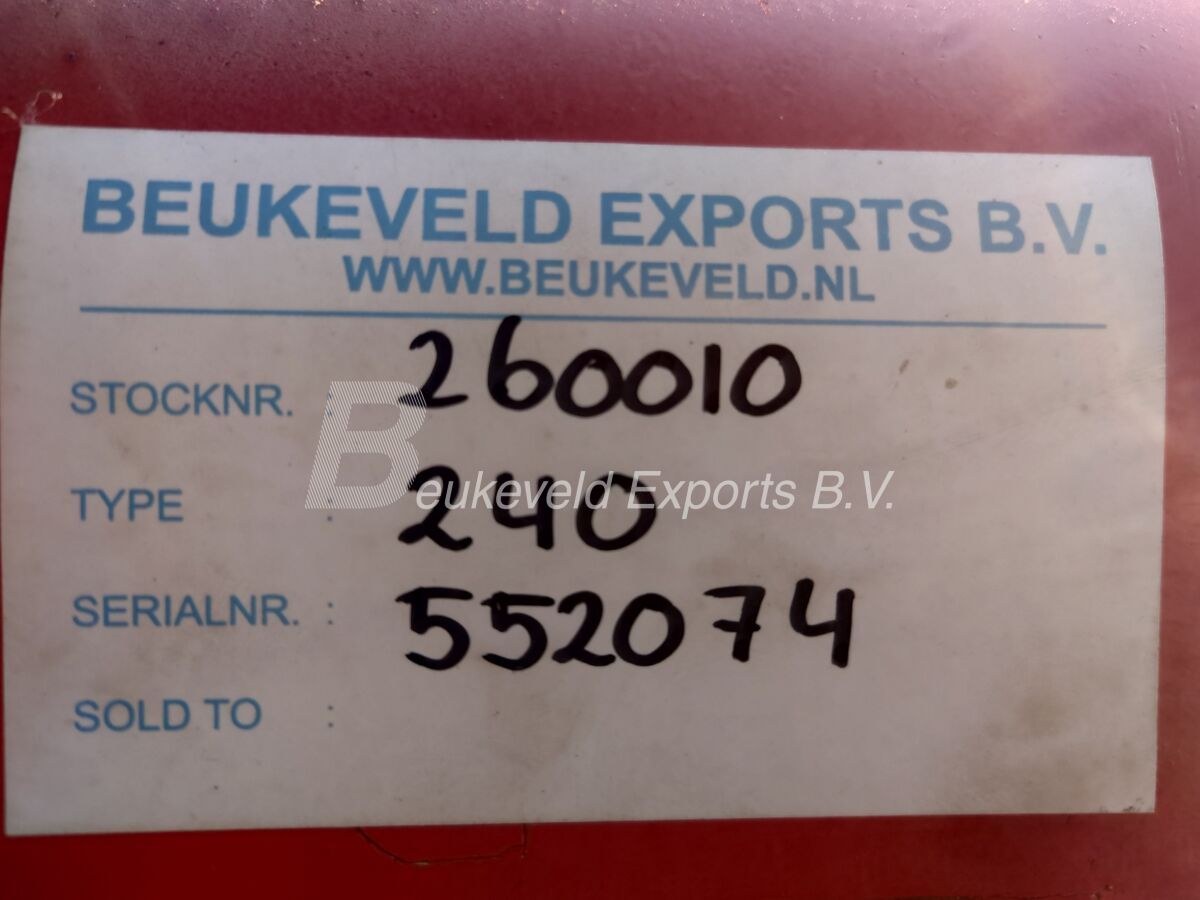 BEUKEVELD EXPORTS B.V.
WWW.BEUKEVELD.NL
STOCKNR. : 260010
Beukeveld Exports B.V.
TYPE : 240
SERIALNR. : 552074
SOLD TO :